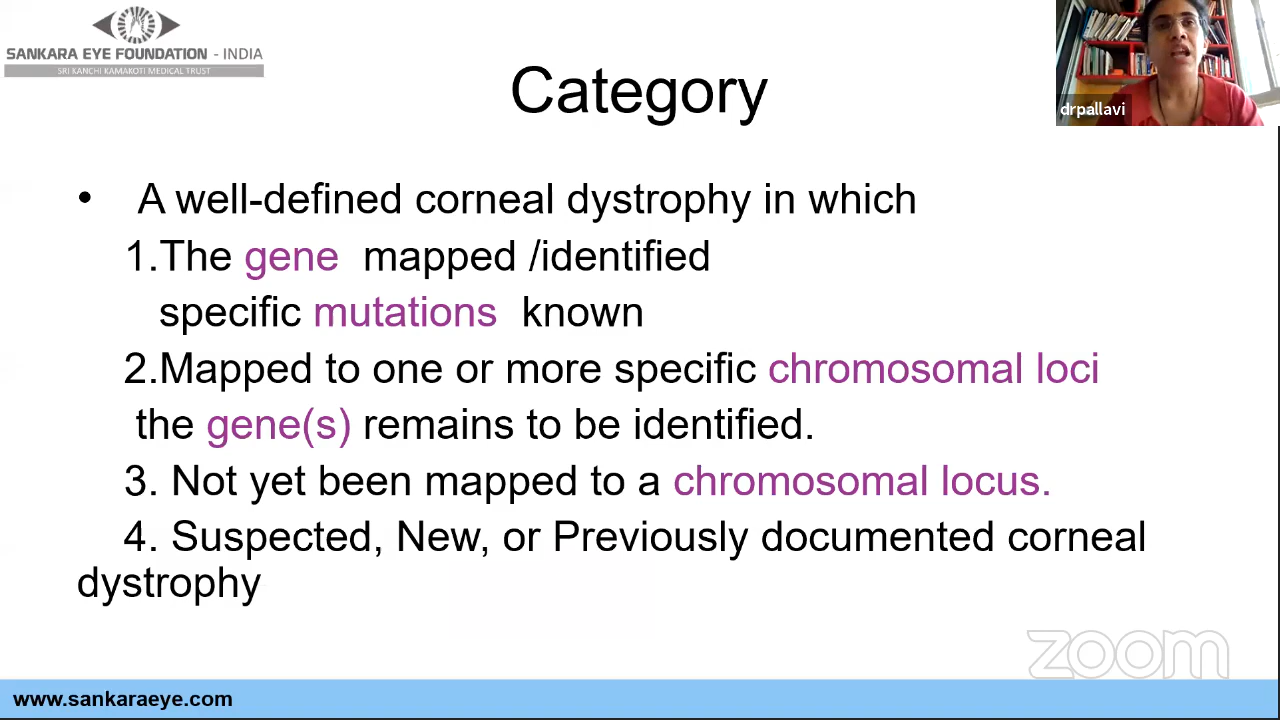 SANKARA EYE FOUNDATION - INDIA
SRI KANCHI KAMAKOTI MEDICAL TRUST
drpallavi
Category
• A well-defined corneal dystrophy in which
1.The gene mapped /identified
specific mutations known
2.Mapped to one or more specific chromosomal loci
the gene(s) remains to be identified.
3. Not yet been mapped to a chromosomal locus.
4. Suspected, New, or Previously documented corneal
dystrophy
zoom
www.sankaraeye.com